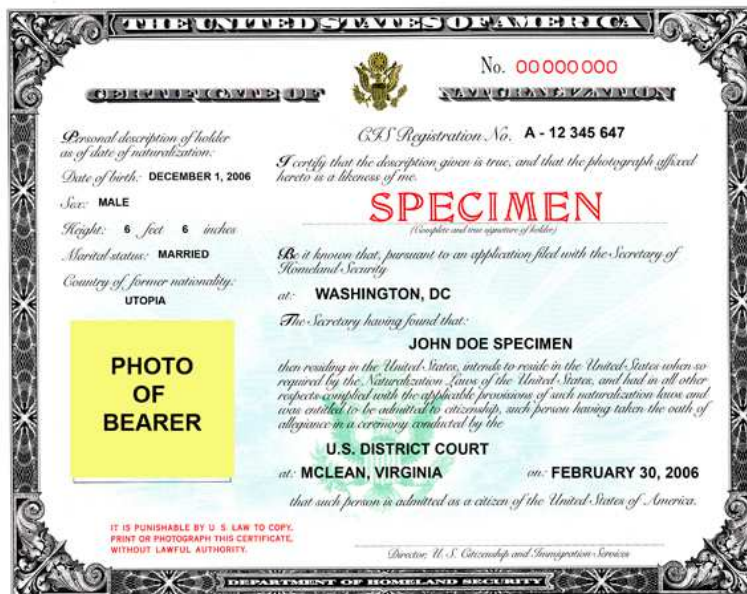 THE UNITED STATES OF AMERICA
No. 00000000
CERTIFICATE OF NATURALIZATION
Personal description of holder
as of date of naturalization:
Date of birth: DECEMBER 1, 2006
Sex: MALE
Height: 6 feet 6 inches
Marital status: MARRIED
Country of former nationality:
UTOPIA
PHOTO
OF
BEARER
IT IS PUNISHABLE BY U. S. LAW TO COPY,
PRINT OR PHOTOGRAPH THIS CERTIFICATE,
WITHOUT LAWFUL AUTHORITY.
CIS Registration No. A - 12 345 647
I certify that the description given is true, and that the photograph affixed
hereto is a likeness of me.
SPECIMEN
(Complete and true signature of holder)
Be it known that, pursuant to an application filed with the Secretary of
Homeland Security
at: WASHINGTON, DC
The Secretary having found that:
JOHN DOE SPECIMEN
then residing in the United States, intends to reside in the United States when so
required by the Naturalization Laws of the United States, and had in all other
respects complied with the applicable provisions of such naturalization laws and
was entitled to be admitted to citizenship, such person having taken the oath of
allegiance in a ceremony conducted by the
U.S. DISTRICT COURT
at: MCLEAN, VIRGINIA on: FEBRUARY 30, 2006
that such person is admitted as a citizen of the United States of America.
Director, U. S. Citizenship and Immigration Services
DEPARTMENT OF HOMELAND SECURITY